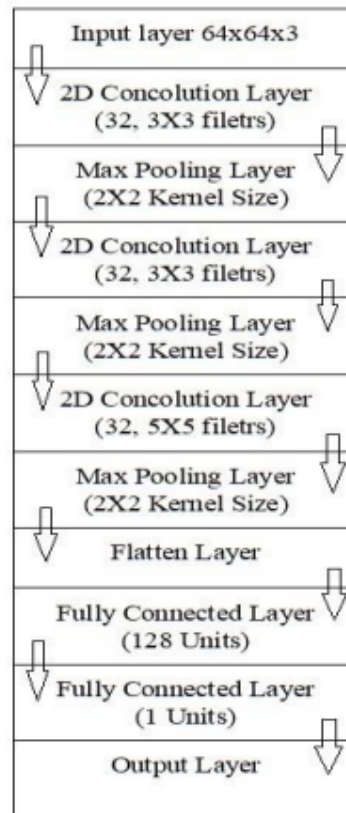 Input layer 64x64x3
2D Concolution Layer
(32, 3X3 filetrs)
Max Pooling Layer
(2X2 Kernel Size)
2D Concolution Layer
(32, 3X3 filetrs)
Max Pooling Layer
(2X2 Kernel Size)
2D Concolution Layer
(32, 5X5 filetrs)
Max Pooling Layer
(2X2 Kernel Size)
Flatten Layer
Fully Connected Layer
(128 Units)
Fully Connected Layer
(1 Units)
Output Layer